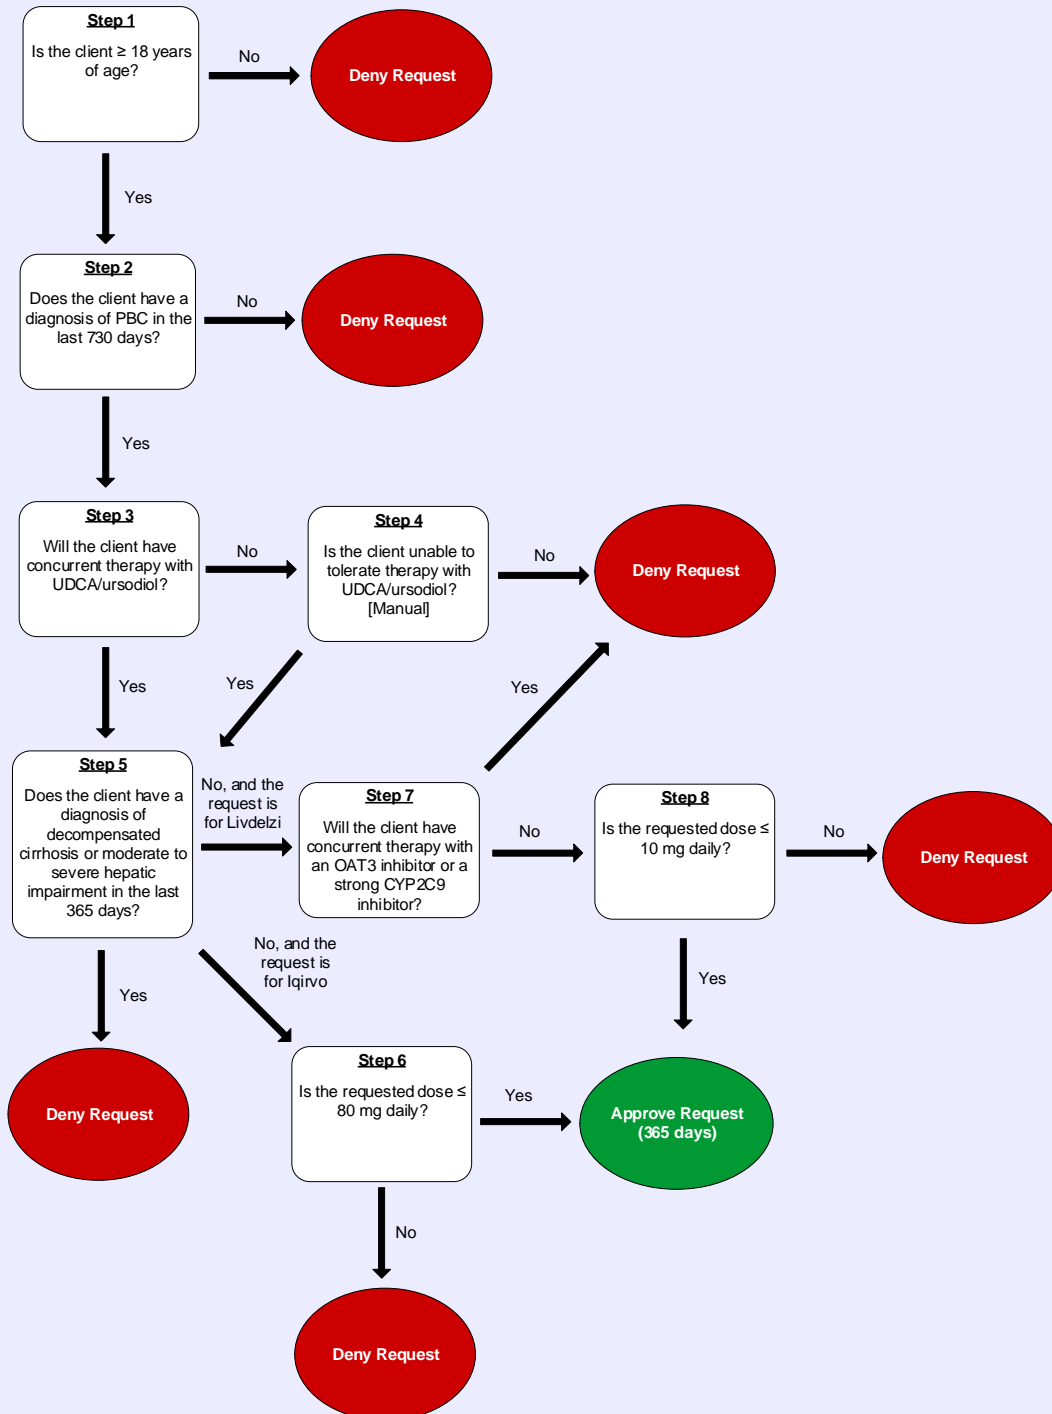 Step 1
Is the client ≥ 18 years
of age?
No
Deny Request
Yes
Step 2
Does the client have a
diagnosis of PBC in the
last 730 days?
No
Deny Request
Yes
Step 3
Will the client have
concurrent therapy with
UDCA/ursodiol?
No
Step 4
Is the client unable to
tolerate therapy with
UDCA/ursodiol?
[Manual]
No
Deny Request
Yes
Yes
Yes
Step 5
Does the client have a
diagnosis of
decompensated
cirrhosis or moderate to
severe hepatic
impairment in the last
365 days?
No, and the
request is
for Livdelzi
Step 7
Will the client have
concurrent therapy with
an OAT3 inhibitor or a
strong CYP2C9
inhibitor?
No
Step 8
Is the requested dose ≤
10 mg daily?
No
Deny Request
No, and the
request is
for Iqirvo
Yes
Yes
Deny Request
Step 6
Is the requested dose ≤
80 mg daily?
Yes
Approve Request
(365 days)
No
Deny Request